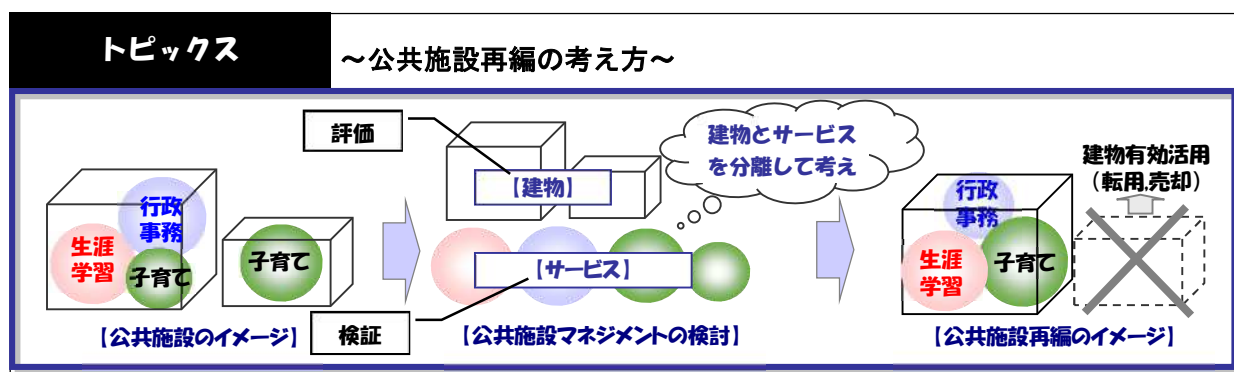 トピックス
~公共施設再編の考え方~
評価
【建物】
建物とサービス
を分離して考え
建物有効活用
(転用,売却)
行政
事務
生涯
学習
子育て
子育て
【サービス】
行政
事務
生涯
学習
子育て
【公共施設のイメージ】
検証
【公共施設マネジメントの検討】
【公共施設再編のイメージ】